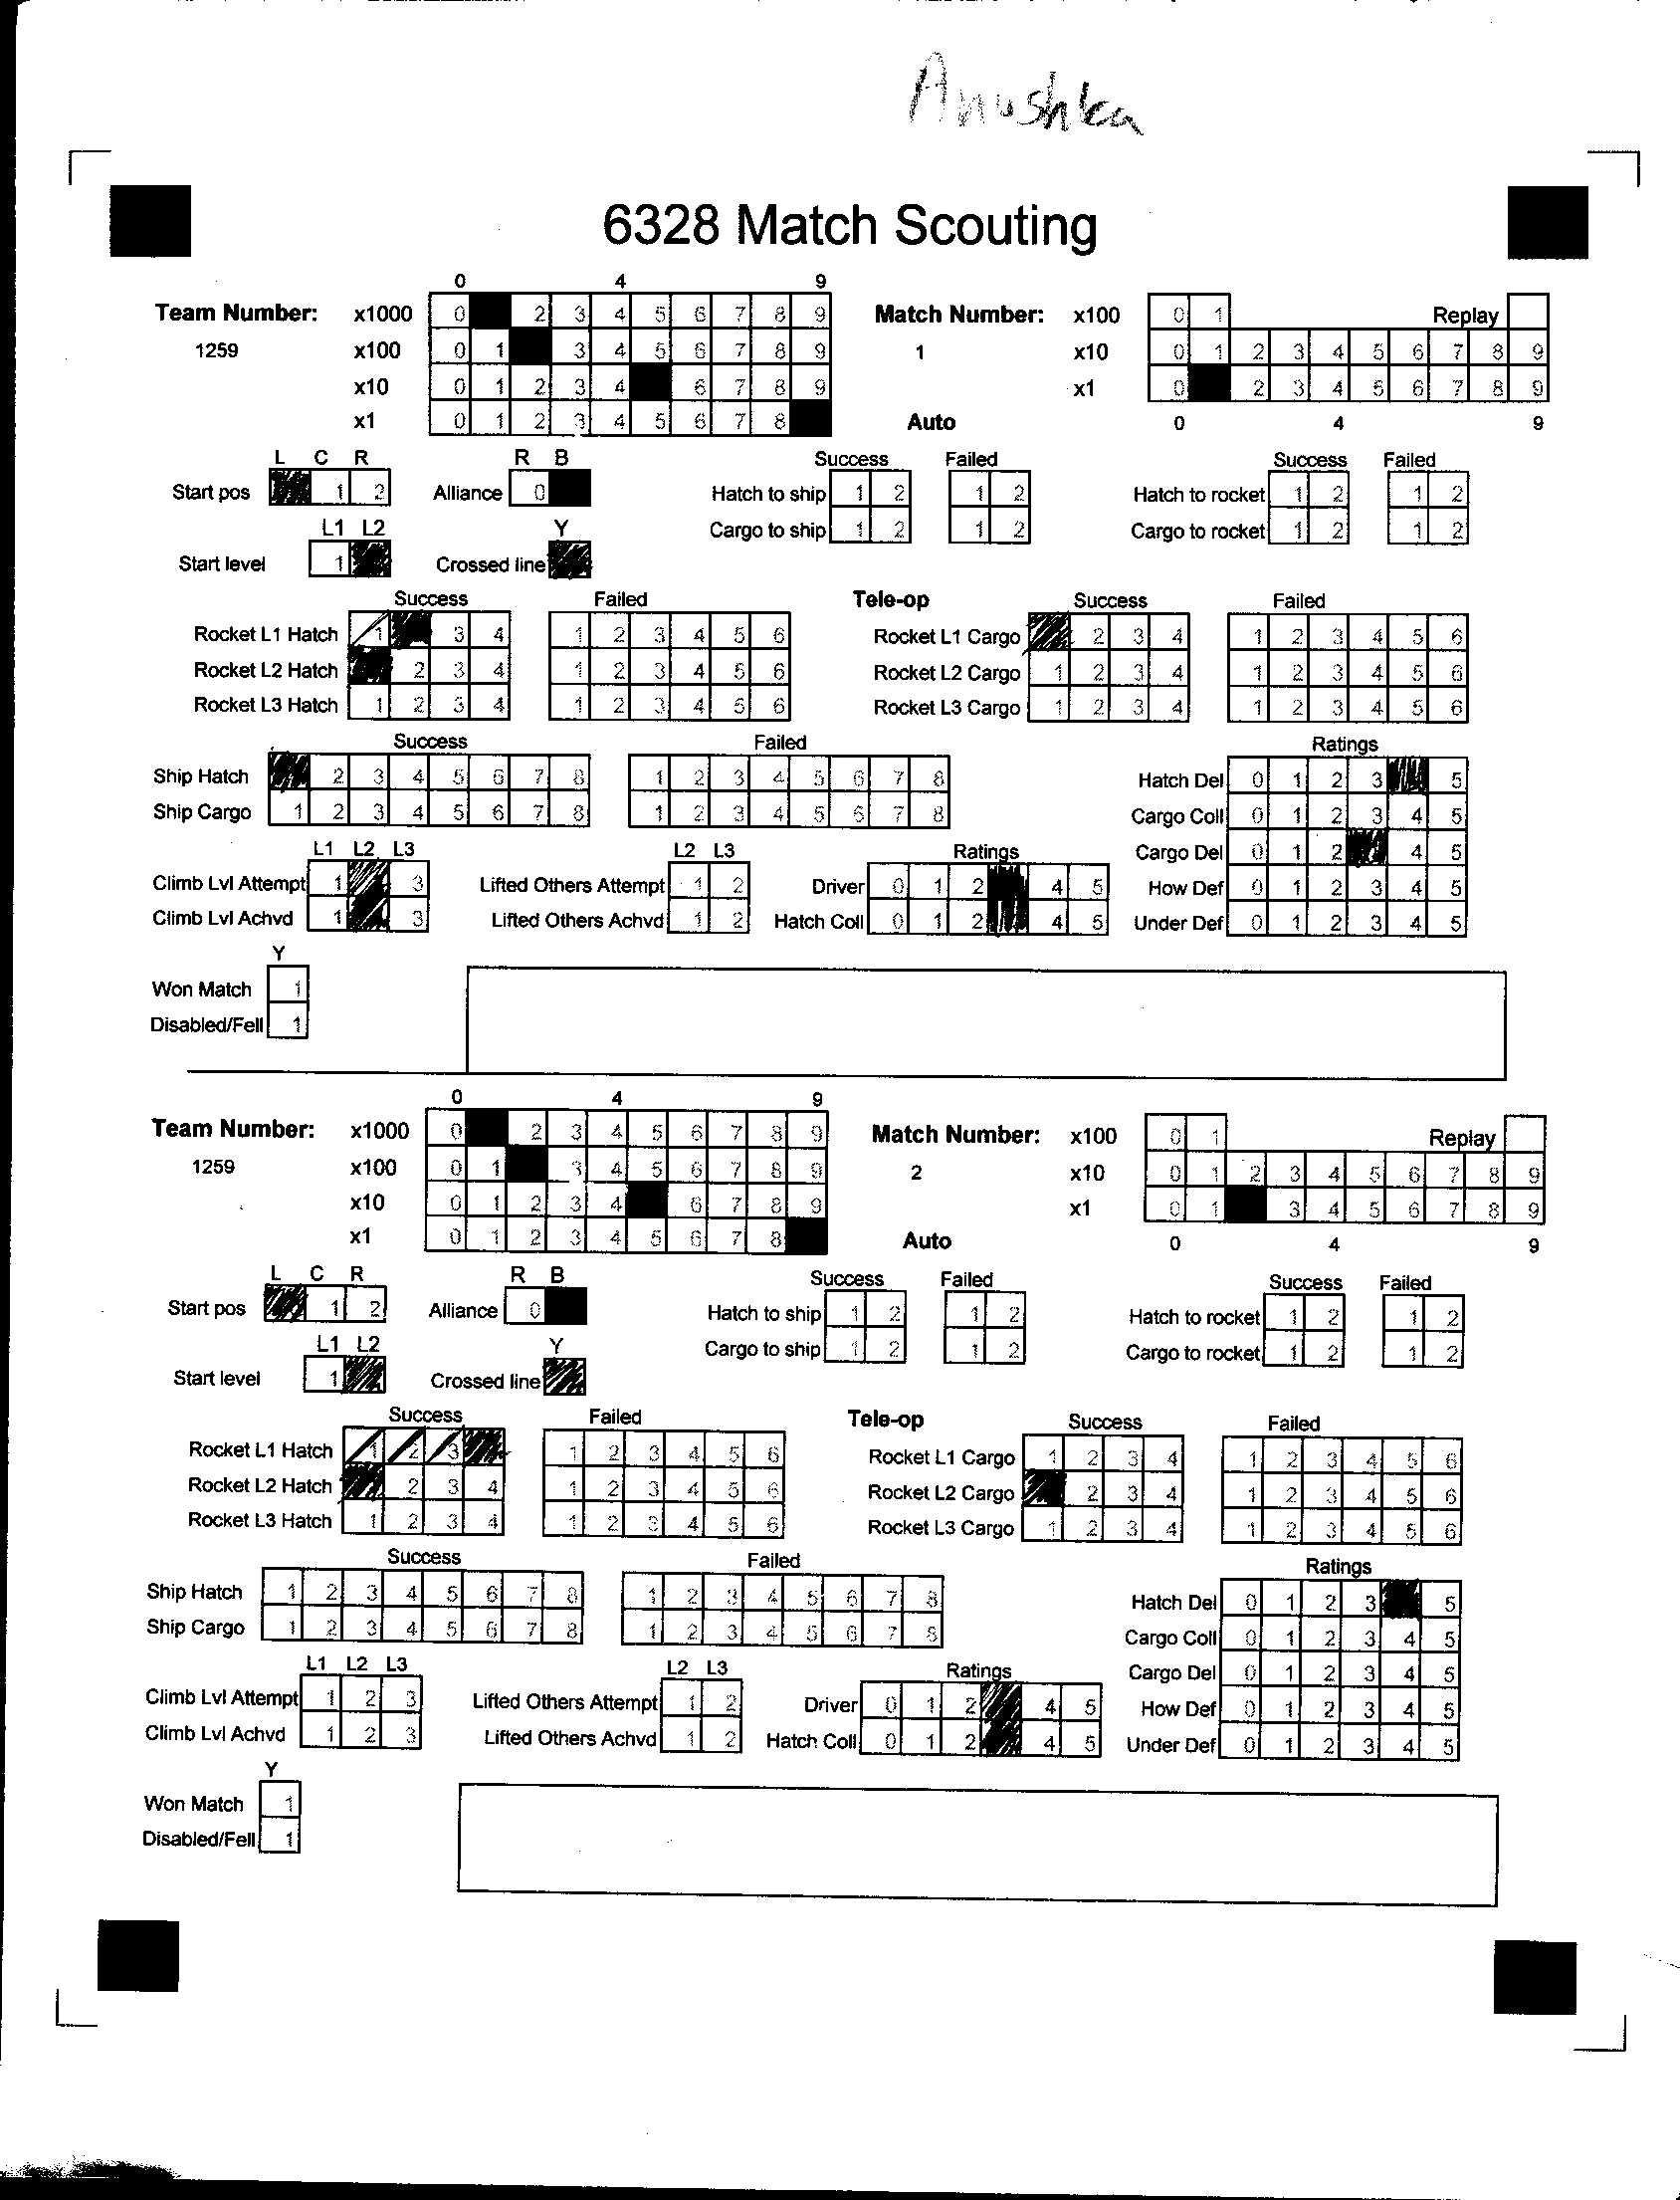 Anushka
6328 Match Scouting
0 4 9
Team Number: x1000 0 2 3 4 5 6 7 8 9 Match Number: x100 0 1 Replay
1259 x100 0 1 3 4 5 6 7 8 9 1 x10 0 1 2 3 4 5 6 7 8 9
x10 0 1 2 3 4 6 7 8 9 x1 0 2 3 4 5 6 7 8 9
x1 0 1 2 3 4 5 6 7 8 Auto 0 4 9
L C R R B Success Failed Success Failed
Start pos 1 2 Alliance 0 Hatch to ship 1 2 1 2 Hatch to rocket 1 2 1 2
L1 L2 Y Cargo to ship 1 2 1 2 Cargo to rocket 1 2 1 2
Start level 1 Crossed line
Success Failed Tele-op Success Failed
Rocket L1 Hatch 1 3 4 1 2 3 4 5 6 Rocket L1 Cargo 2 3 4 1 2 3 4 5 6
Rocket L2 Hatch 2 3 4 1 2 3 4 5 6 Rocket L2 Cargo 1 2 3 4 1 2 3 4 5 6
Rocket L3 Hatch 1 2 3 4 1 2 3 4 5 6 Rocket L3 Cargo 1 2 3 4 1 2 3 4 5 6
Success Failed Ratings
Ship Hatch 2 3 4 5 6 7 8 1 2 3 4 5 6 7 8 Hatch Del 0 1 2 3 5
Ship Cargo 1 2 3 4 5 6 7 8 1 2 3 4 5 6 7 8 Cargo Coll 0 1 2 3 4 5
L1 L2 L3 L2 L3 Ratings Cargo Del 0 1 2 4 5
Climb Lvl Attempt 1 3 Lifted Others Attempt 1 2 Driver 0 1 2 4 5 How Def 0 1 2 3 4 5
Climb Lvl Achvd 1 3 Lifted Others Achvd 1 2 Hatch Coll 0 1 2 4 5 Under Def 0 1 2 3 4 5
Y
Won Match 1
Disabled/Fell 1
0 4 9
Team Number: x1000 0 2 3 4 5 6 7 8 9 Match Number: x100 0 1 Replay
1259 x100 0 1 3 4 5 6 7 8 9 2 x10 0 1 2 3 4 5 6 7 8 9
x10 0 1 2 3 4 6 7 8 9 x1 0 1 3 4 5 6 7 8 9
x1 0 1 2 3 4 5 6 7 8 Auto 0 4 9
L C R R B Success Failed Success Failed
Start pos 1 2 Alliance 0 Hatch to ship 1 2 1 2 Hatch to rocket 1 2 1 2
L1 L2 Y Cargo to ship 1 2 1 2 Cargo to rocket 1 2 1 2
Start level 1 Crossed line
Success Failed Tele-op Success Failed
Rocket L1 Hatch 1 2 3 1 2 3 4 5 6 Rocket L1 Cargo 1 2 3 4 1 2 3 4 5 6
Rocket L2 Hatch 2 3 4 1 2 3 4 5 6 Rocket L2 Cargo 2 3 4 1 2 3 4 5 6
Rocket L3 Hatch 1 2 3 4 1 2 3 4 5 6 Rocket L3 Cargo 1 2 3 4 1 2 3 4 5 6
Success Failed Ratings
Ship Hatch 1 2 3 4 5 6 7 8 1 2 3 4 5 6 7 8 Hatch Del 0 1 2 3 5
Ship Cargo 1 2 3 4 5 6 7 8 1 2 3 4 5 6 7 8 Cargo Coll 0 1 2 3 4 5
L1 L2 L3 L2 L3 Ratings Cargo Del 0 1 2 3 4 5
Climb Lvl Attempt 1 2 3 Lifted Others Attempt 1 2 Driver 0 1 2 4 5 How Def 0 1 2 3 4 5
Climb Lvl Achvd 1 2 3 Lifted Others Achvd 1 2 Hatch Coll 0 1 2 4 5 Under Def 0 1 2 3 4 5
Y
Won Match 1
Disabled/Fell 1